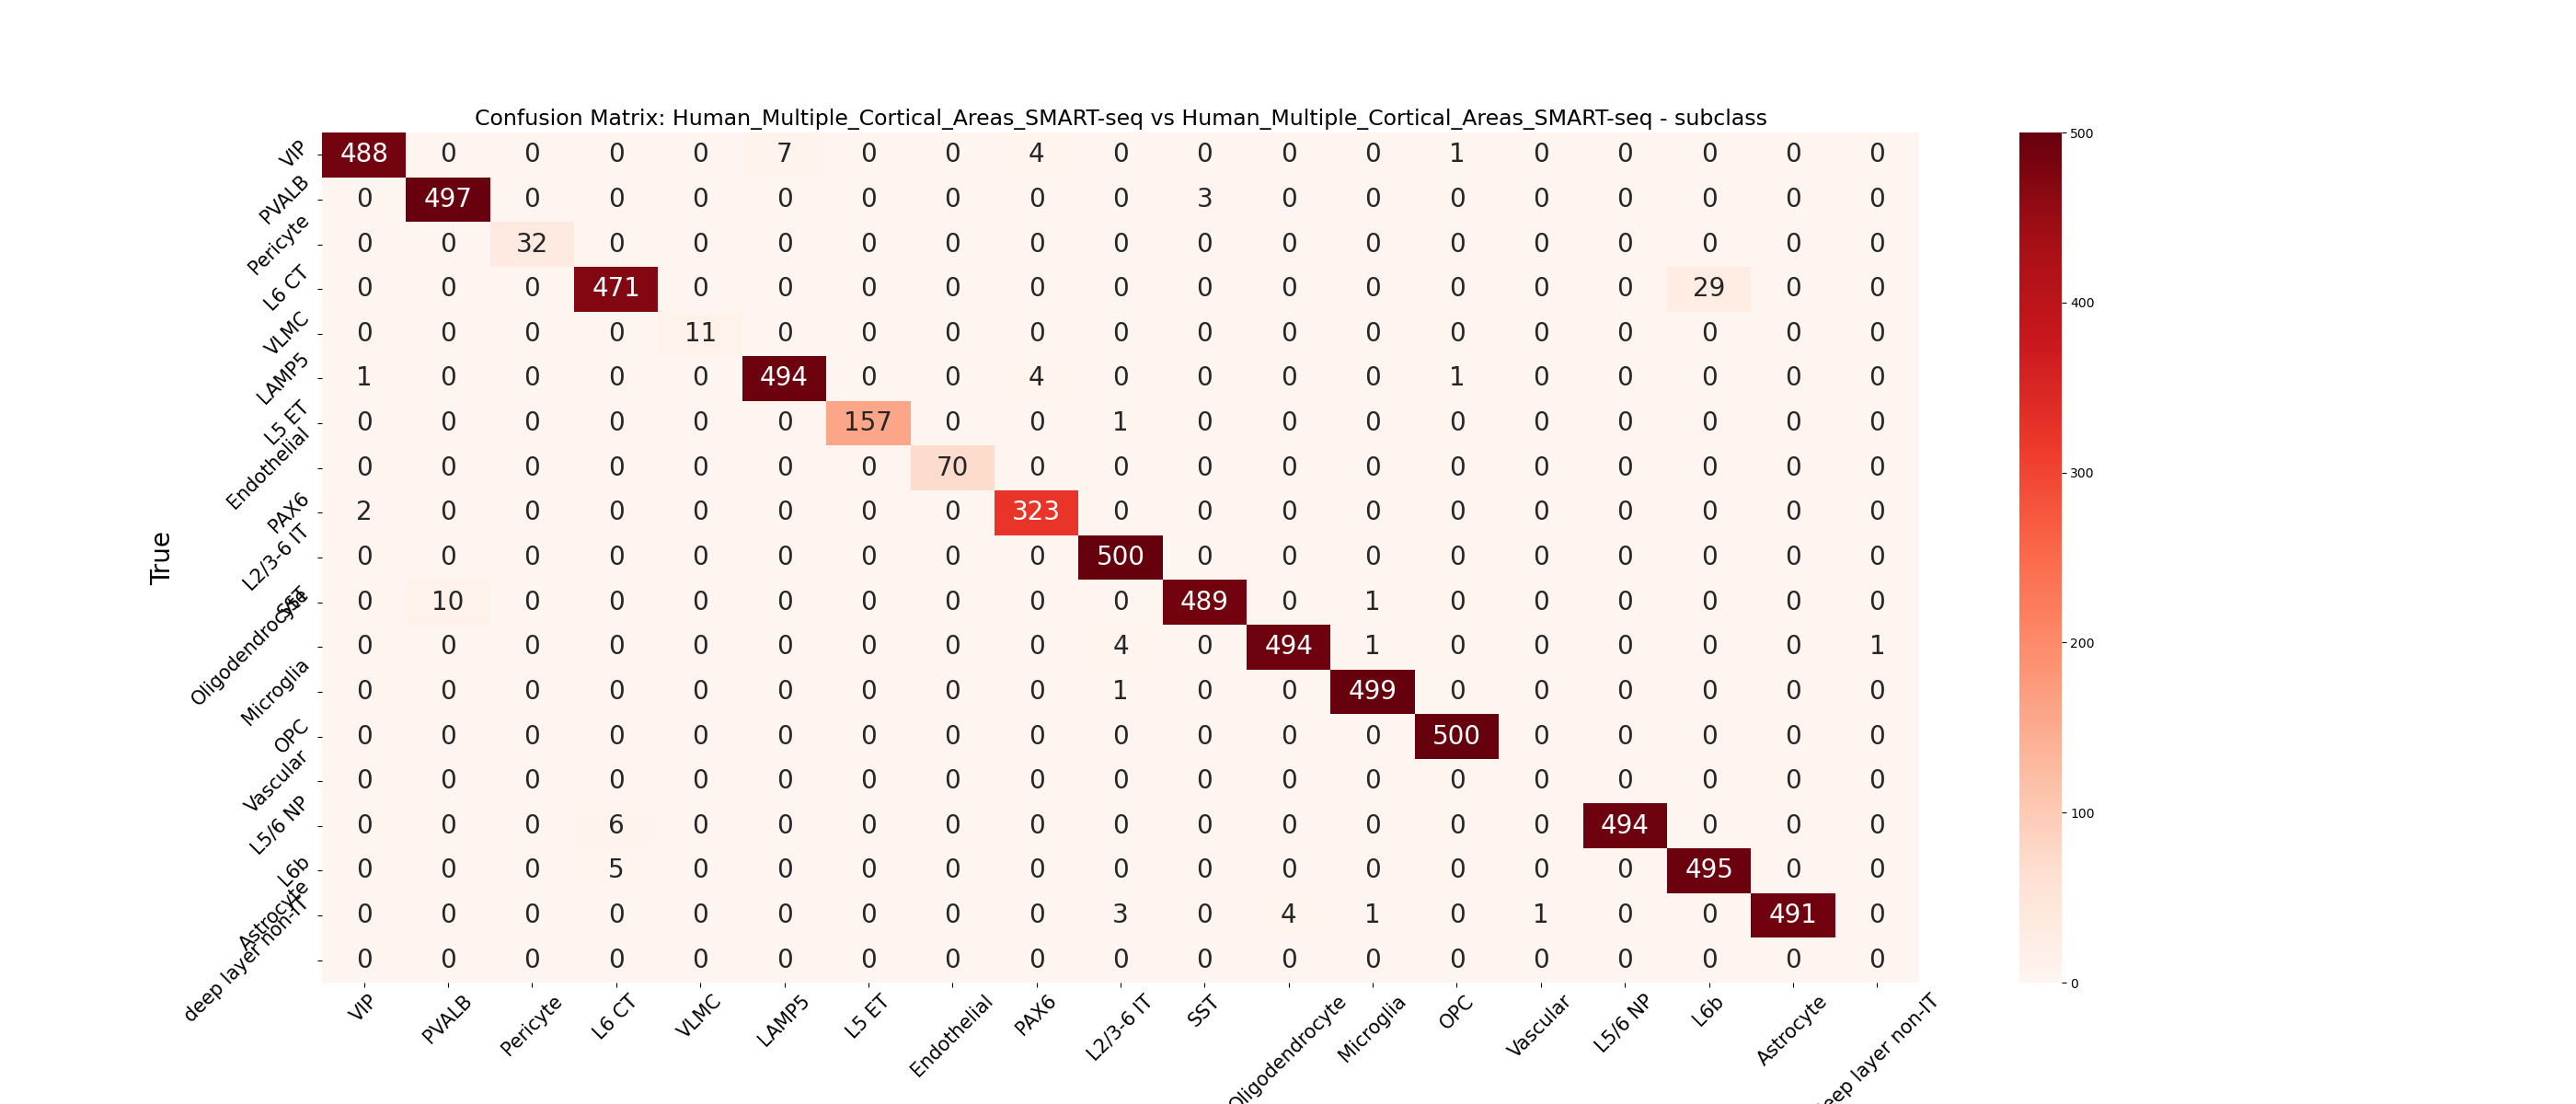 Confusion Matrix: Human_Multiple_Cortical_Areas_SMART-seq vs Human_Multiple_Cortical_Areas_SMART-seq - subclass
True
VIP 488 0 0 0 0 7 0 0 4 0 0 0 0 1 0 0 0 0 0
PVALB 0 497 0 0 0 0 0 0 0 0 3 0 0 0 0 0 0 0 0
Pericyte 0 0 32 0 0 0 0 0 0 0 0 0 0 0 0 0 0 0 0
L6 CT 0 0 0 471 0 0 0 0 0 0 0 0 0 0 0 0 29 0 0
VLMC 0 0 0 0 11 0 0 0 0 0 0 0 0 0 0 0 0 0 0
LAMP5 1 0 0 0 0 494 0 0 4 0 0 0 0 1 0 0 0 0 0
L5 ET 0 0 0 0 0 0 157 0 0 1 0 0 0 0 0 0 0 0 0
Endothelial 0 0 0 0 0 0 0 70 0 0 0 0 0 0 0 0 0 0 0
PAX6 2 0 0 0 0 0 0 0 323 0 0 0 0 0 0 0 0 0 0
L2/3-6 IT 0 0 0 0 0 0 0 0 0 500 0 0 0 0 0 0 0 0 0
SST 0 10 0 0 0 0 0 0 0 0 489 0 1 0 0 0 0 0 0
Oligodendrocyte 0 0 0 0 0 0 0 0 0 4 0 494 1 0 0 0 0 0 1
Microglia 0 0 0 0 0 0 0 0 0 1 0 0 499 0 0 0 0 0 0
OPC 0 0 0 0 0 0 0 0 0 0 0 0 0 500 0 0 0 0 0
Vascular 0 0 0 0 0 0 0 0 0 0 0 0 0 0 0 0 0 0 0
L5/6 NP 0 0 0 6 0 0 0 0 0 0 0 0 0 0 0 494 0 0 0
L6b 0 0 0 5 0 0 0 0 0 0 0 0 0 0 0 0 495 0 0
Astrocyte 0 0 0 0 0 0 0 0 0 3 0 4 1 0 1 0 0 491 0
deep layer non-IT 0 0 0 0 0 0 0 0 0 0 0 0 0 0 0 0 0 0 0
VIP PVALB Pericyte L6 CT VLMC LAMP5 L5 ET Endothelial PAX6 L2/3-6 IT SST Oligodendrocyte Microglia OPC Vascular L5/6 NP L6b Astrocyte eep layer non-IT
500
400
300
200
100
0